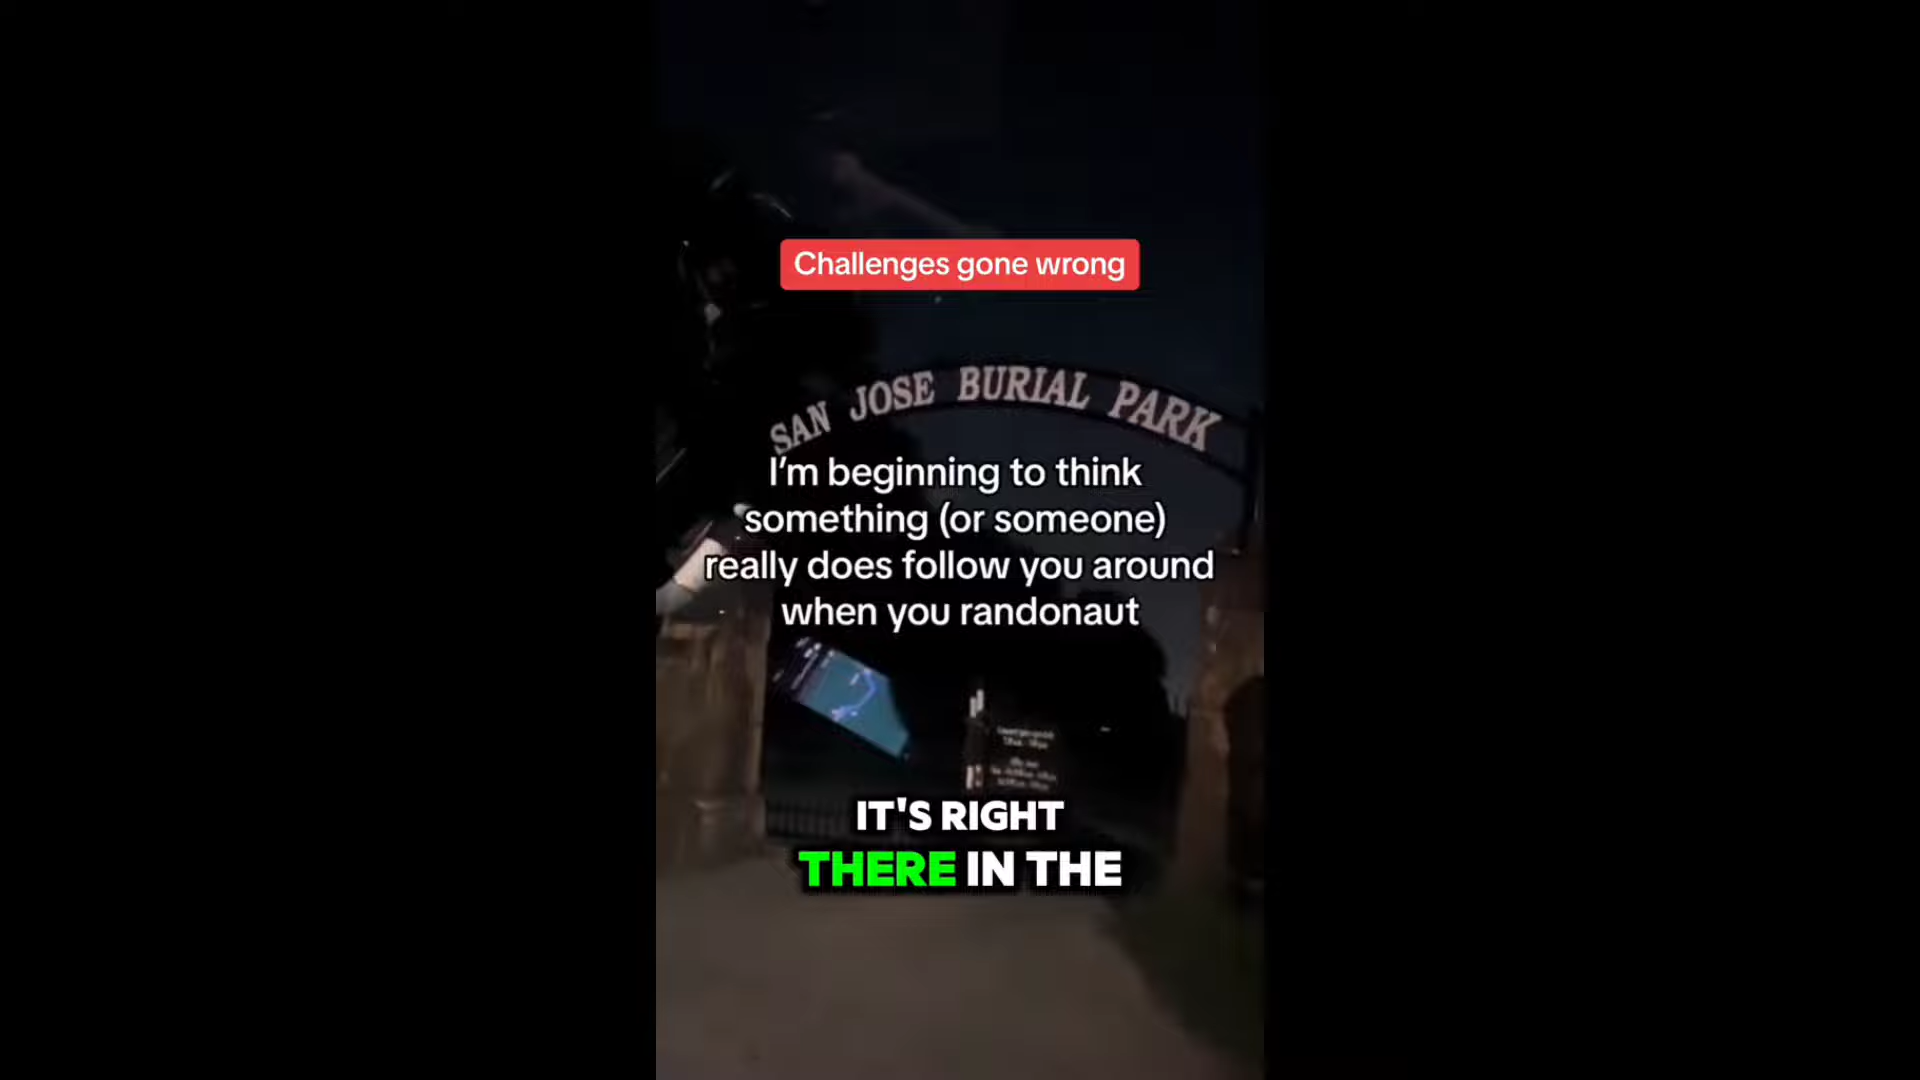 Challenges gone wrong
SAN JOSE BURIAL PARK
I'm beginning to think
something (or someone)
really does follow you around
when you randonaut
IT'S RIGHT
THERE IN THE